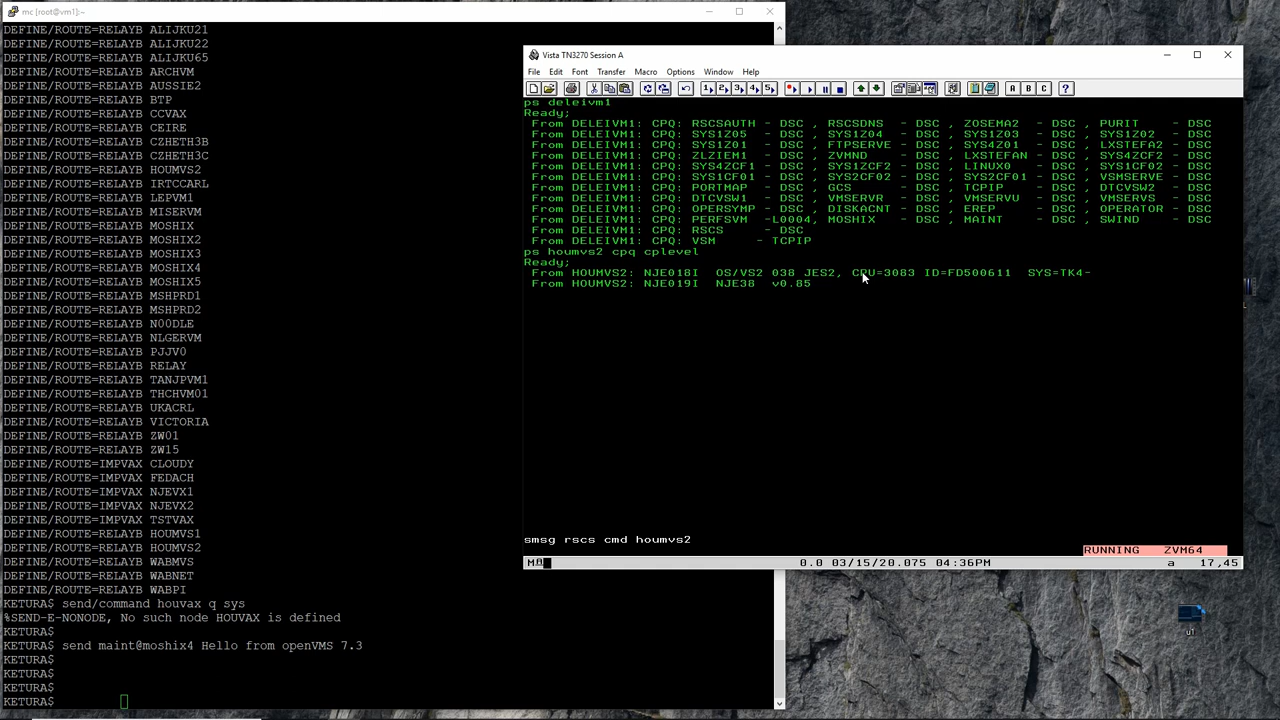 mc [root@vm1]:~
DEFINE/ROUTE=RELAYB ALIJKU21
DEFINE/ROUTE=RELAYB ALIJKU22
DEFINE/ROUTE=RELAYB ALIJKU65
DEFINE/ROUTE=RELAYB ARCHVM
DEFINE/ROUTE=RELAYB AUSSIE2
DEFINE/ROUTE=RELAYB BTP
DEFINE/ROUTE=RELAYB CCVAX
DEFINE/ROUTE=RELAYB CEIRE
DEFINE/ROUTE=RELAYB CZHETH3B
DEFINE/ROUTE=RELAYB CZHETH3C
DEFINE/ROUTE=RELAYB HOUMVS2
DEFINE/ROUTE=RELAYB IRTCCARL
DEFINE/ROUTE=RELAYB LEPVM1
DEFINE/ROUTE=RELAYB MISERVM
DEFINE/ROUTE=RELAYB MOSHIX
DEFINE/ROUTE=RELAYB MOSHIX2
DEFINE/ROUTE=RELAYB MOSHIX3
DEFINE/ROUTE=RELAYB MOSHIX4
DEFINE/ROUTE=RELAYB MOSHIX5
DEFINE/ROUTE=RELAYB MSHPRD1
DEFINE/ROUTE=RELAYB MSHPRD2
DEFINE/ROUTE=RELAYB N00DLE
DEFINE/ROUTE=RELAYB NLGERVM
DEFINE/ROUTE=RELAYB PJJV0
DEFINE/ROUTE=RELAYB RELAY
DEFINE/ROUTE=RELAYB TANJPVM1
DEFINE/ROUTE=RELAYB THCHVM01
DEFINE/ROUTE=RELAYB UKACRL
DEFINE/ROUTE=RELAYB VICTORIA
DEFINE/ROUTE=RELAYB ZW01
DEFINE/ROUTE=RELAYB ZW15
DEFINE/ROUTE=IMPVAX CLOUDY
DEFINE/ROUTE=IMPVAX FEDACH
DEFINE/ROUTE=IMPVAX NJEVX1
DEFINE/ROUTE=IMPVAX NJEVX2
DEFINE/ROUTE=IMPVAX TSTVAX
DEFINE/ROUTE=RELAYB HOUMVS1
DEFINE/ROUTE=RELAYB HOUMVS2
DEFINE/ROUTE=RELAYB WABMVS
DEFINE/ROUTE=RELAYB WABNET
DEFINE/ROUTE=RELAYB WABPI
KETURA$ send/command houvax q sys
%SEND-E-NONODE, No such node HOUVAX is defined
KETURA$
KETURA$ send maint@moshix4 Hello from openVMS 7.3
KETURA$
KETURA$
KETURA$
KETURA$
Vista TN3270 Session A
File Edit Font Transfer Macro Options Window Help
1 2 3 4 5 A B C ?
ps deleivm1
Ready;
From DELEIVM1: CPQ: RSCSAUTH - DSC , RSCSDNS - DSC , ZOSEMA2 - DSC , PURIT - DSC
From DELEIVM1: CPQ: SYS1Z05 - DSC , SYS1Z04 - DSC , SYS1Z03 - DSC , SYS1Z02 - DSC
From DELEIVM1: CPQ: SYS1Z01 - DSC , FTPSERVE - DSC , SYS4Z01 - DSC , LXSTEFA2 - DSC
From DELEIVM1: CPQ: ZLZIEM1 - DSC , ZVMND - DSC , LXSTEFAN - DSC , SYS4ZCF2 - DSC
From DELEIVM1: CPQ: SYS4ZCF1 - DSC , SYS1ZCF2 - DSC , LINUX0 - DSC , SYS1CF02 - DSC
From DELEIVM1: CPQ: SYS1CF01 - DSC , SYS2CF02 - DSC , SYS2CF01 - DSC , VSMSERVE - DSC
From DELEIVM1: CPQ: PORTMAP - DSC , GCS - DSC , TCPIP - DSC , DTCVSW2 - DSC
From DELEIVM1: CPQ: DTCVSW1 - DSC , VMSERVR - DSC , VMSERVU - DSC , VMSERVS - DSC
From DELEIVM1: CPQ: OPERSYMP - DSC , DISKACNT - DSC , EREP - DSC , OPERATOR - DSC
From DELEIVM1: CPQ: PERFSVM -L0004, MOSHIX - DSC , MAINT - DSC , SWIND - DSC
From DELEIVM1: CPQ: RSCS - DSC
From DELEIVM1: CPQ: VSM - TCPIP
ps houmvs2 cpq cplevel
Ready;
From HOUMVS2: NJE018I OS/VS2 038 JES2, CPU=3083 ID=FD500611 SYS=TK4-
From HOUMVS2: NJE019I NJE38 v0.85
smsg rscs cmd houmvs2
RUNNING ZVM64
0.0 03/15/20.075 04:36PM a 17,45
u1